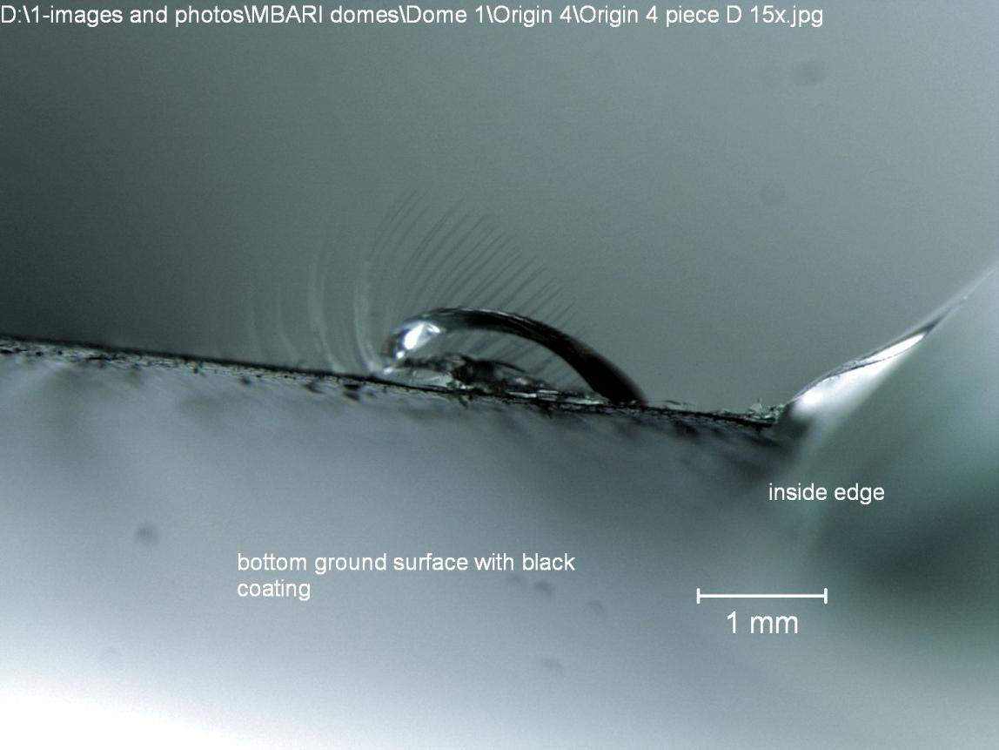 D:\1-images and photos\MBARI domes\Dome 1\Origin 4\Origin 4 piece D 15x.jpg
inside edge
bottom ground surface with black
coating
1 mm